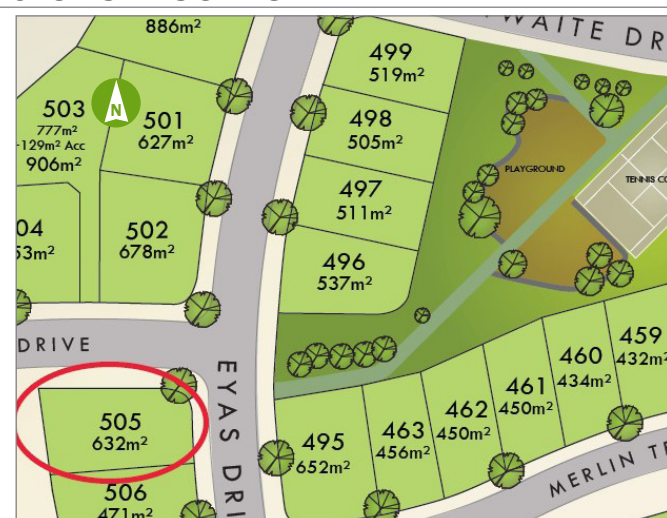 886m²
WAITE DR
499
519m²
503
777m²
129m² Acc
906m²
N
501
627m²
498
505m²
PLAYGROUND
TENNIS CO
497
511m²
04
53m²
502
678m²
496
537m²
DRIVE
EYAS DRI
459
432m²
460
434m²
461
450m²
462
450m²
463
456m²
495
652m²
505
632m²
506
471m²
MERLIN TE